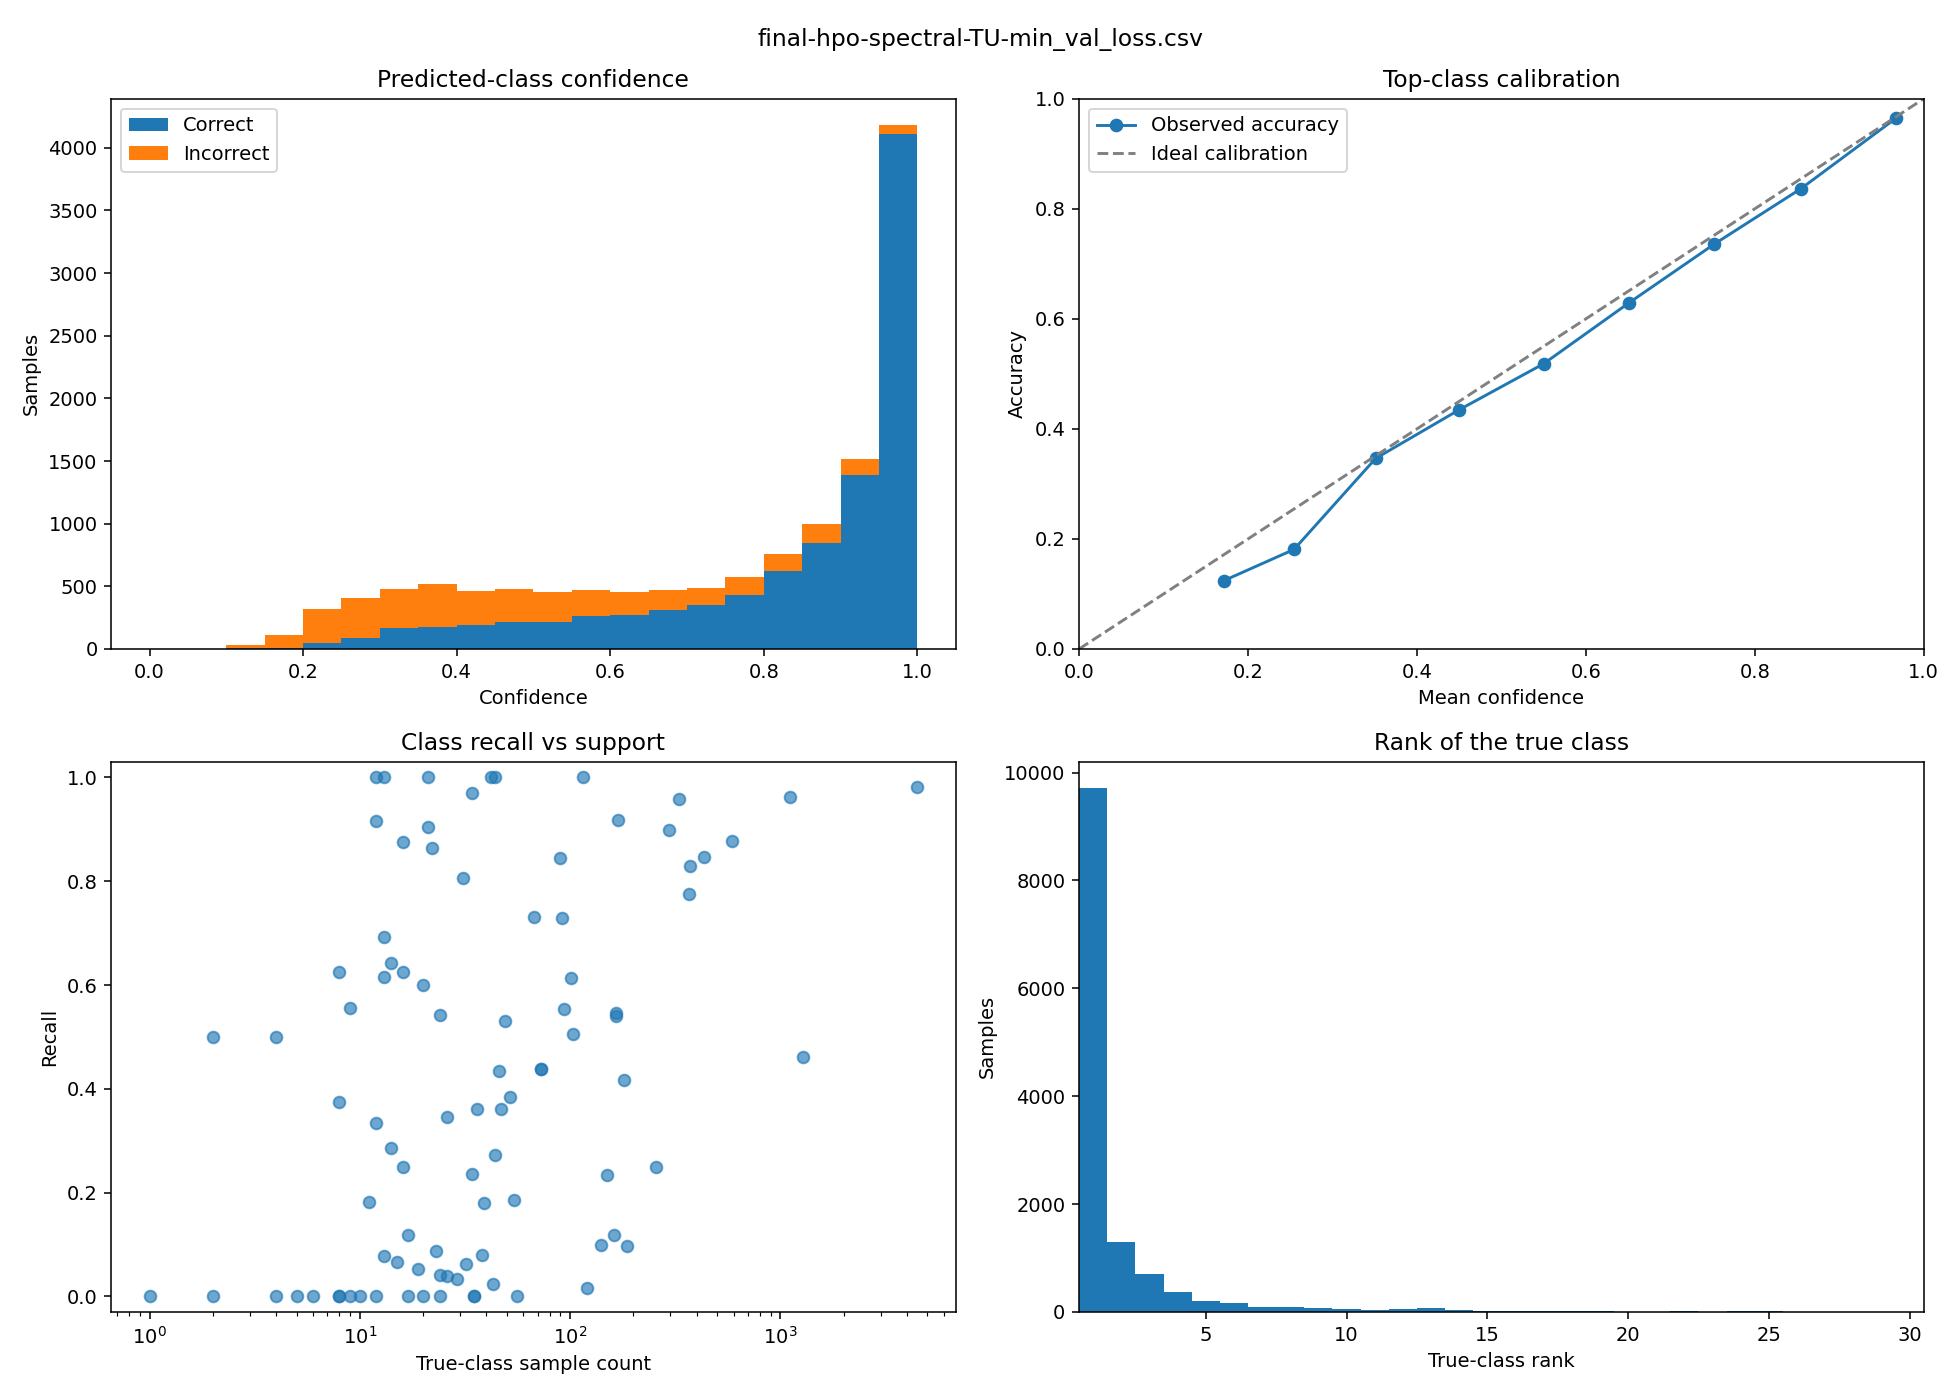 final-hpo-spectral-TU-min_val_loss.csv
Predicted-class confidence
Correct
Incorrect
Samples
4000
3500
3000
2500
2000
1500
1000
500
0
0.0 0.2 0.4 0.6 0.8 1.0
Confidence
Top-class calibration
Observed accuracy
Ideal calibration
Accuracy
1.0
0.8
0.6
0.4
0.2
0.0
0.0 0.2 0.4 0.6 0.8 1.0
Mean confidence
Class recall vs support
Recall
1.0
0.8
0.6
0.4
0.2
0.0
10⁰ 10¹ 10² 10³
True-class sample count
Rank of the true class
Samples
10000
8000
6000
4000
2000
0
5 10 15 20 25 30
True-class rank